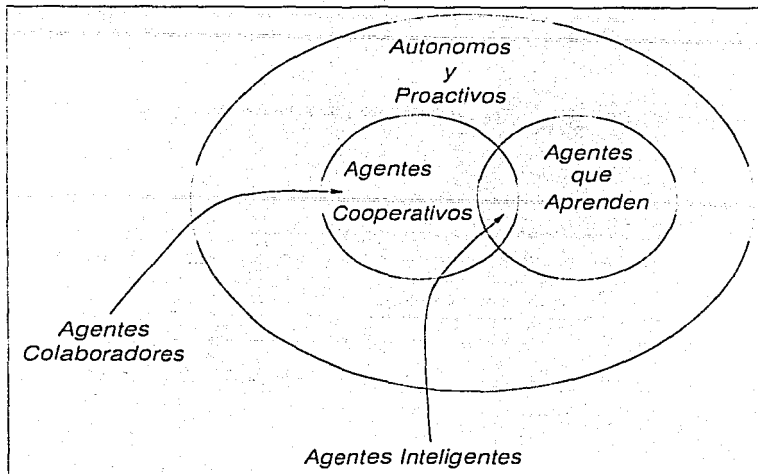 Autonomos
y
Proactivos
Agentes
Cooperativos
Agentes
que
Aprenden
Agentes
Colaboradores
Agentes Inteligentes